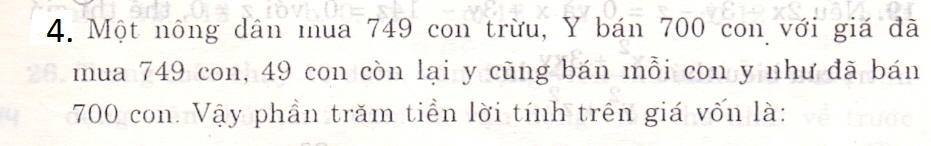 4. Một nông dân mua 749 con trừu, Y bán 700 con với giá đã
mua 749 con, 49 con còn lại y cũng bán mỗi con y như đã bán
700 con. Vậy phần trăm tiền lời tính trên giá vốn là: